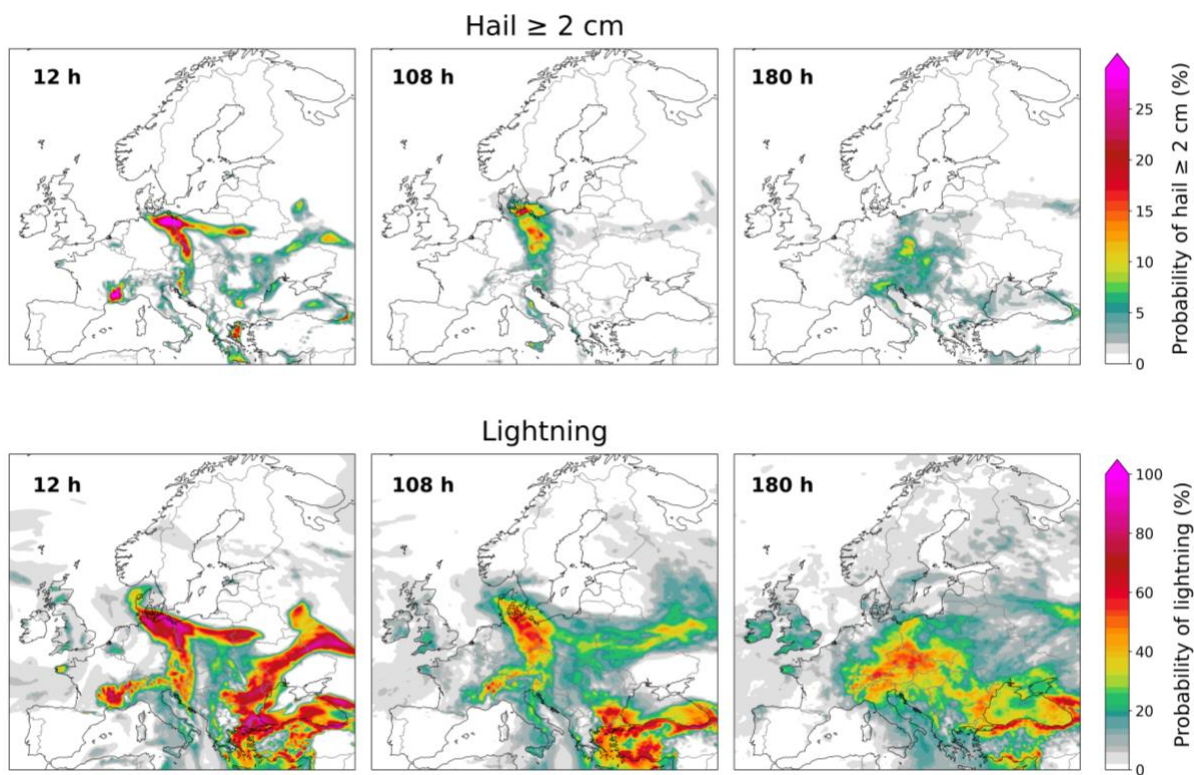 Hail ≥ 2 cm
12 h
108 h
180 h
25
20
15
10
5
0
Probability of hail ≥ 2 cm (%)
Lightning
12 h
108 h
180 h
100
80
60
40
20
0
Probability of lightning (%)